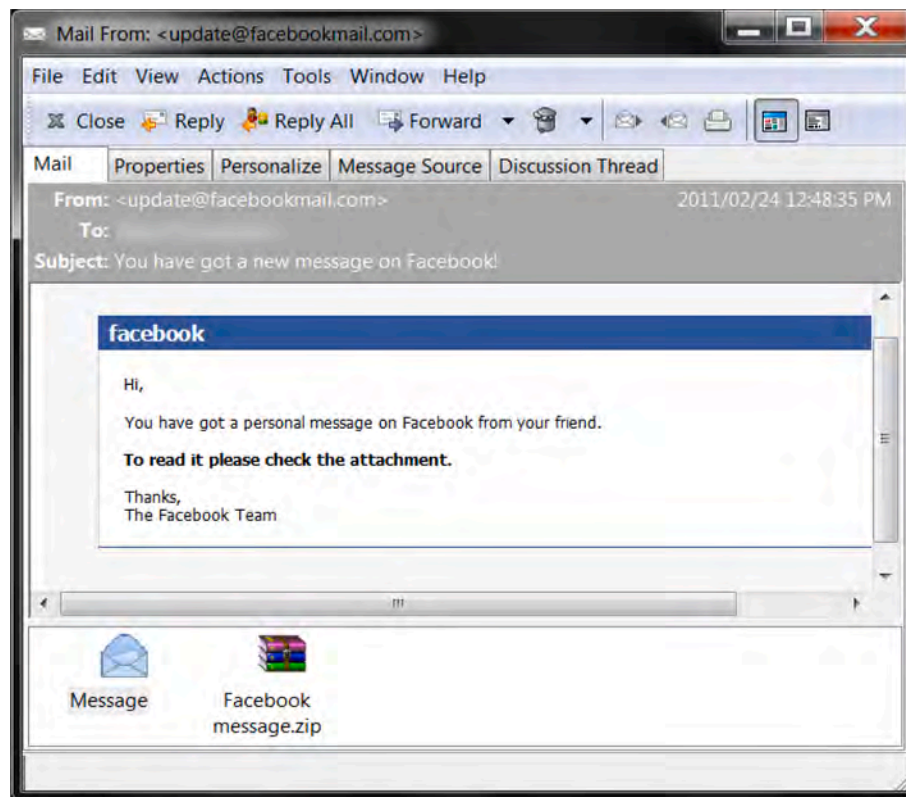 Mail From: <update@facebookmail.com>
File Edit View Actions Tools Window Help
Close Reply Reply All Forward
Mail Properties Personalize Message Source Discussion Thread
From: <update@facebookmail.com> 2011/02/24 12:48:35 PM
To:
Subject: You have got a new message on Facebook!
facebook
Hi,
You have got a personal message on Facebook from your friend.
To read it please check the attachment.
Thanks,
The Facebook Team
Message Facebook
message.zip